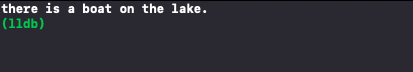 there is a boat on the lake.
(lldb)